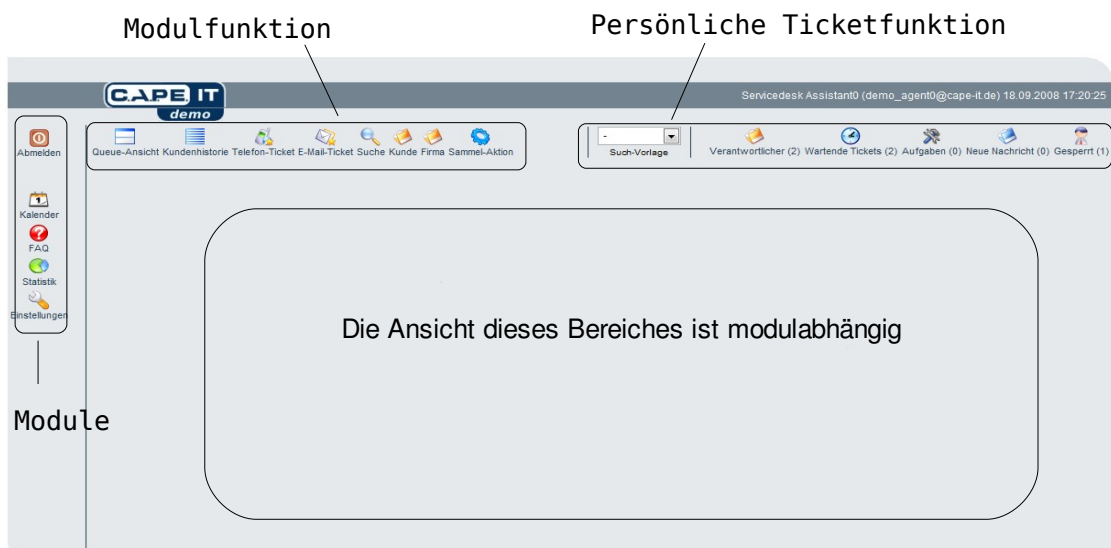 Modulfunktion
Persönliche Ticketfunktion
C.A.P.E. IT
demo
Servicedesk Assistant0 (demo_agent0@cape-it.de) 18.09.2008 17:20:25
Abmelden
Queue-Ansicht Kundenhistorie Telefon-Ticket E-Mail-Ticket Suche Kunde Firma Sammel-Aktion
-
Such-Vorlage
Verantwortlicher (2) Wartende Tickets (2) Aufgaben (0) Neue Nachricht (0) Gesperrt (1)
1
Kalender
FAQ
Statistik
Einstellungen
Die Ansicht dieses Bereiches ist modulabhängig
Module